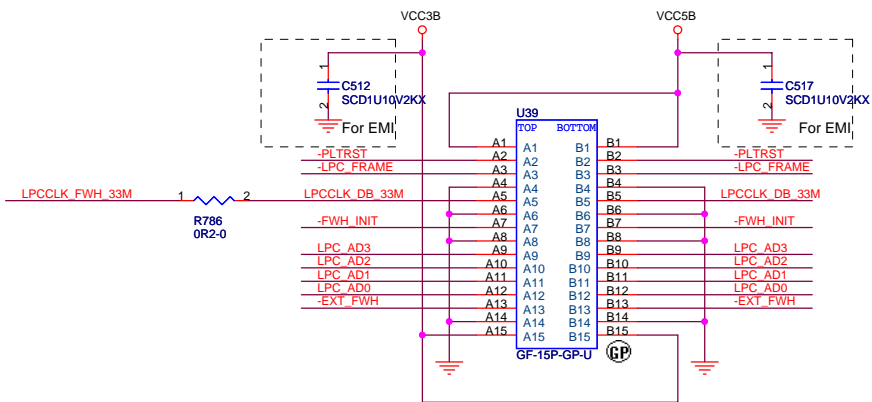 VCC3B
VCC5B
1
C512
SCD1U10V2KX
2
For EMI
1
C517
SCD1U10V2KX
2
For EMI
U39
TOP BOTTOM
A1 A1 B1 B1
-PLTRST A2 A2 B2 B2 -PLTRST
-LPC_FRAME A3 A3 B3 B3 -LPC_FRAME
A4 A4 B4 B4
LPCCLK_FWH_33M 1 2 LPCCLK_DB_33M A5 A5 B5 B5 LPCCLK_DB_33M
R786
0R2-0
A6 A6 B6 B6
-FWH_INIT A7 A7 B7 B7 -FWH_INIT
A8 A8 B8 B8
LPC_AD3 A9 A9 B9 B9 LPC_AD3
LPC_AD2 A10 A10 B10 B10 LPC_AD2
LPC_AD1 A11 A11 B11 B11 LPC_AD1
LPC_AD0 A12 A12 B12 B12 LPC_AD0
-EXT_FWH A13 A13 B13 B13 -EXT_FWH
A14 A14 B14 B14
A15 A15 B15 B15
GF-15P-GP-U
GP